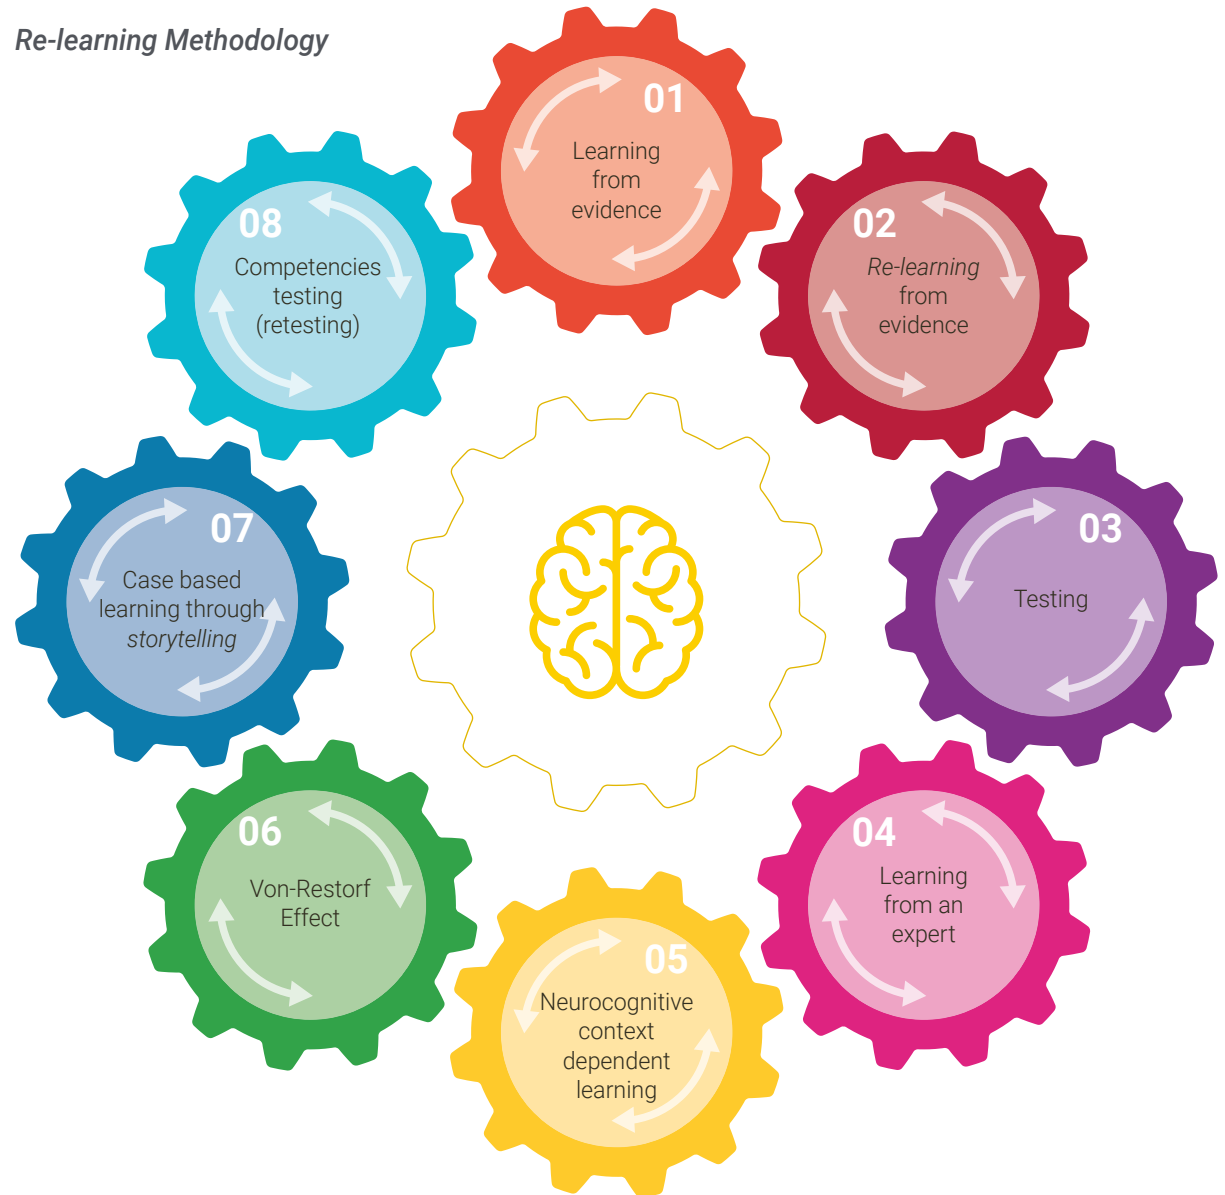 Re-learning Methodology
01
Learning
from
evidence
02
Re-learning
from
evidence
03
Testing
04
Learning
from an
expert
05
Neurocognitive
context
dependent
learning
06
Von-Restorf
Effect
07
Case based
learning through
storytelling
08
Competencies
testing
(retesting)